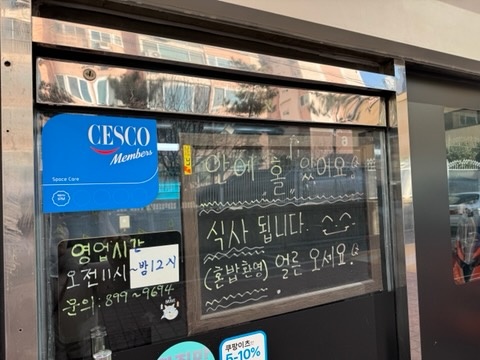 CESCO
Members
Space Care
안에 홀 있어요
식사 됩니다.
(혼밥환영) 얼른 오세요!
영업시간
오전 11시 ~ 밤 12시
문의: 899~9694
쿠팡이츠
5-10%